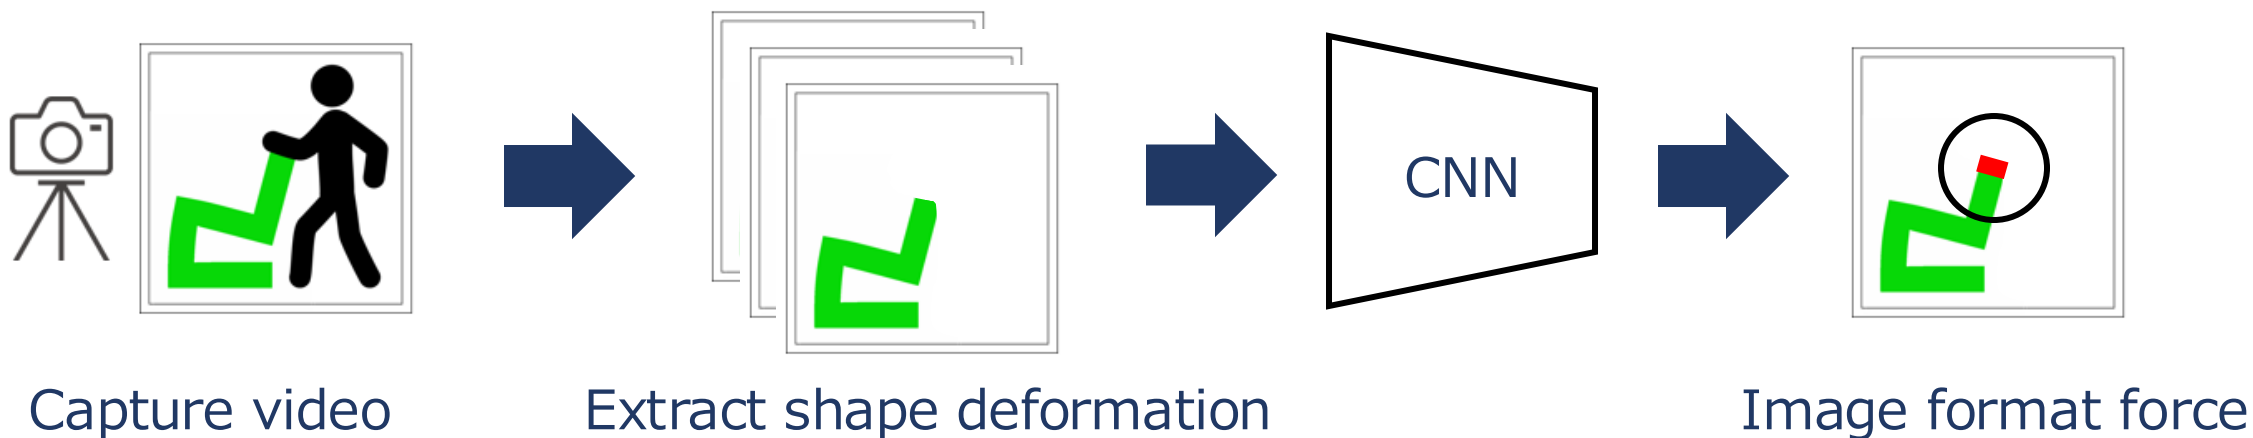 CNN
Capture video
Extract shape deformation
Image format force